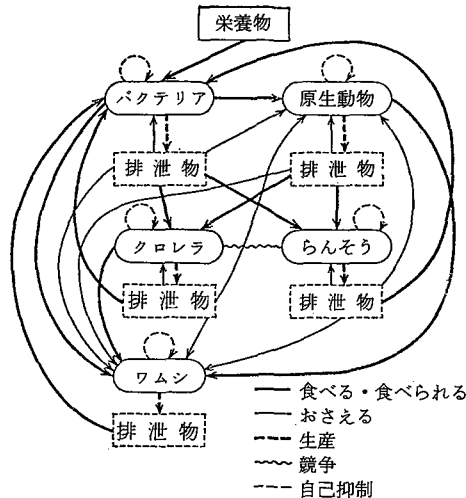 栄養物
バクテリア
原生動物
排泄物
排泄物
クロレラ
らんそう
排泄物
排泄物
ワムシ
排泄物
食べる・食べられる
おさえる
生産
競争
自己抑制